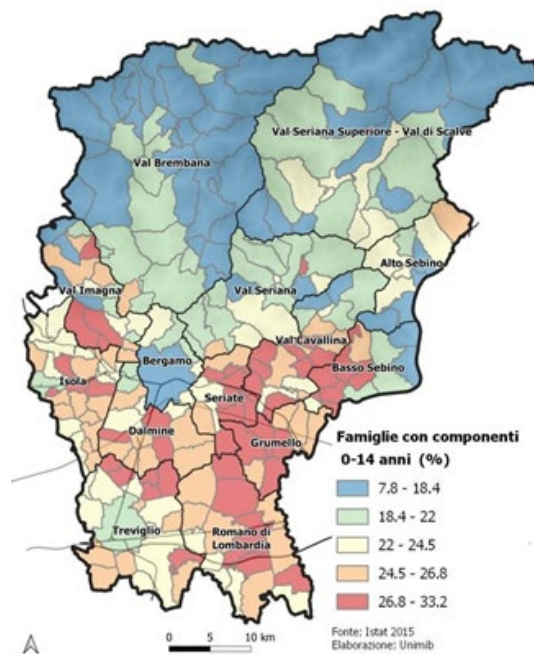 Val Seriana Superiore - Val di Scalve
Val Brembana
Alto Sebino
Val Imagna
Val Seriana
Val Cavallina
Bergamo
Basso Sebino
Isola
Seriate
Dalmine
Grumello
Treviglio
Romano di
Lombardia
Famiglie con componenti
0-14 anni (%)
7.8 - 18.4
18.4 - 22
22 - 24.5
24.5 - 26.8
26.8 - 33.2
0 5 10 km
Fonte: Istat 2015
Elaborazione: Unimib